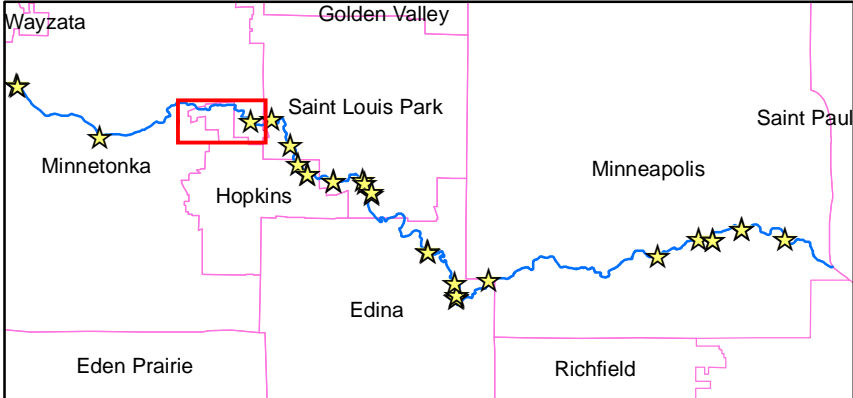 Wayzata
Golden Valley
Saint Louis Park
Saint Paul
Minnetonka
Minneapolis
Hopkins
Edina
Eden Prairie
Richfield